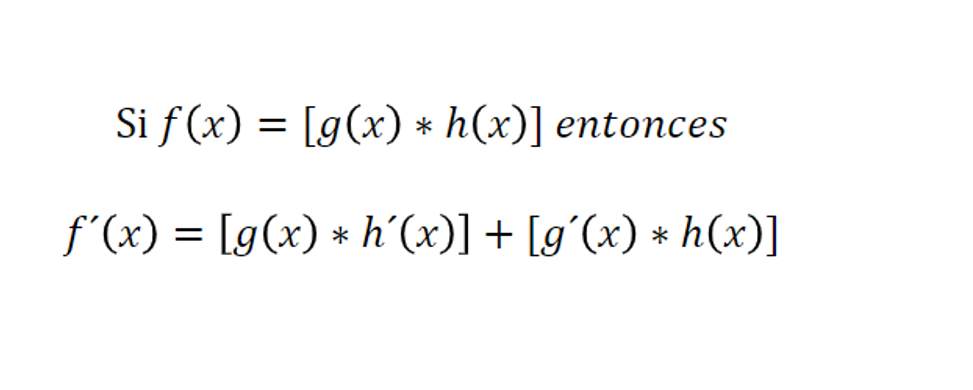 Si f(x) = [g(x) ∗ h(x)] entonces
f´(x) = [g(x) ∗ h´(x)] + [g´(x) ∗ h(x)]